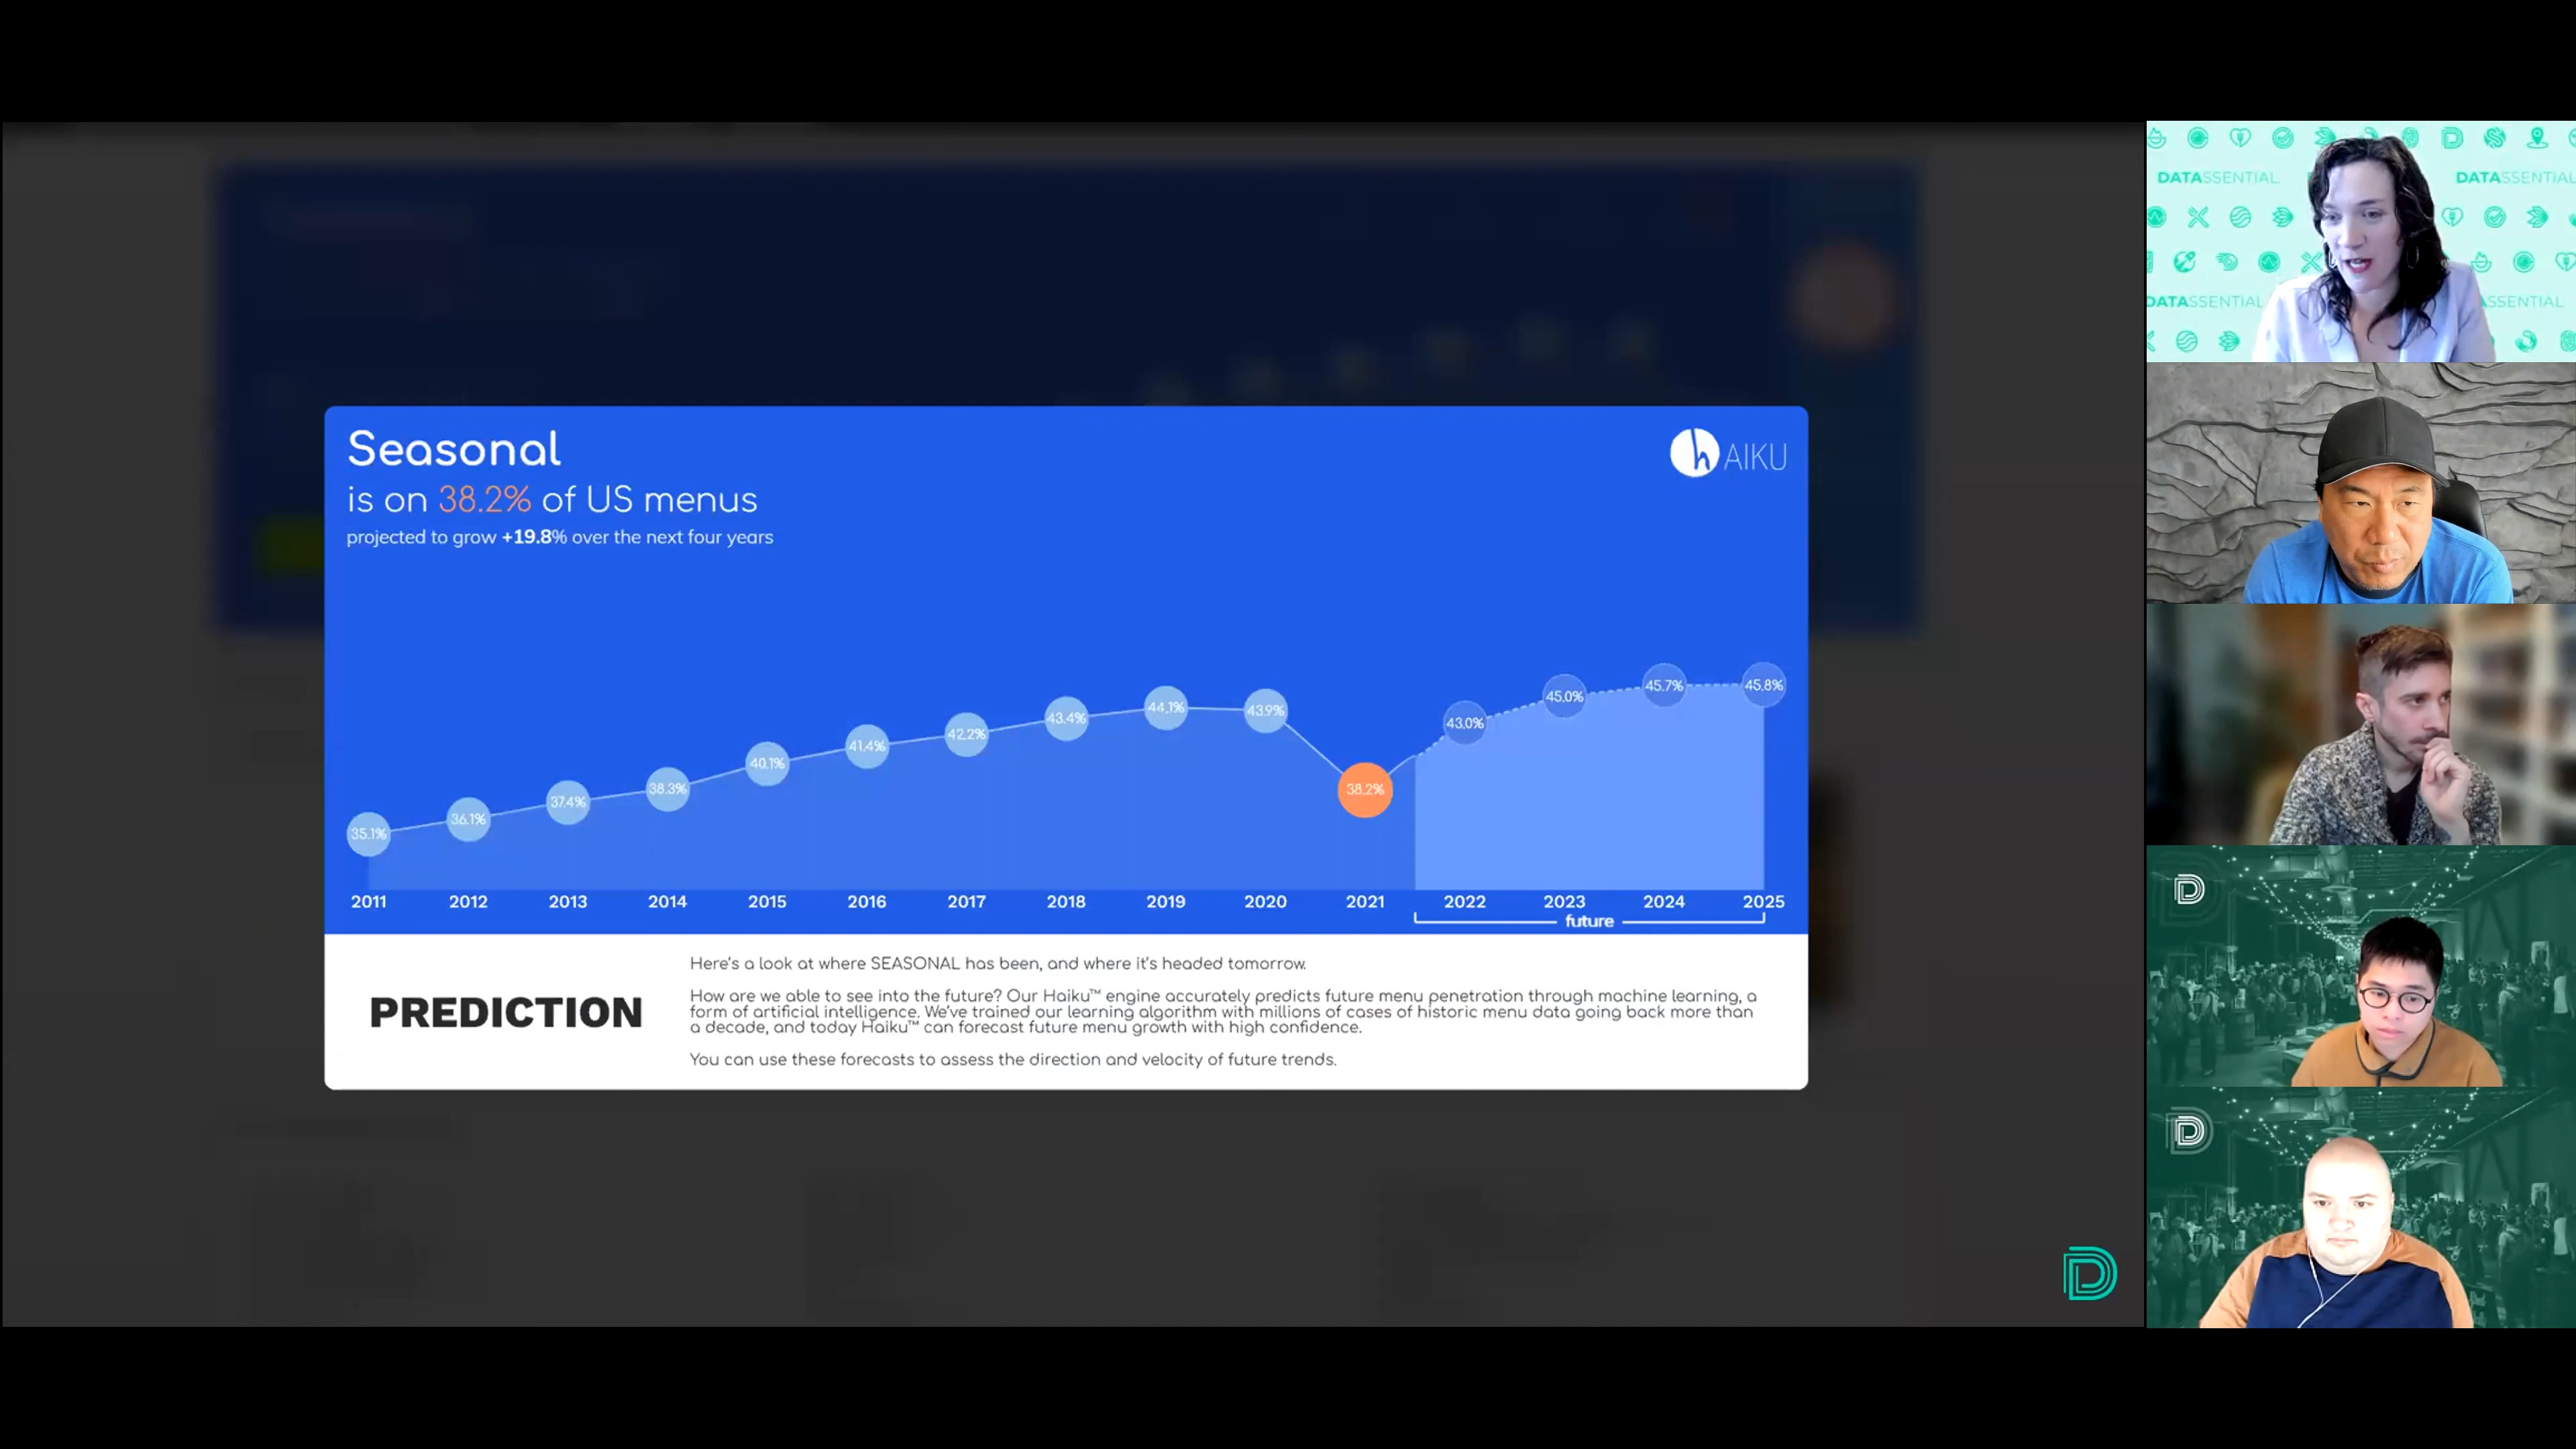 Seasonal
is on 38.2% of US menus
projected to grow +19.8% over the next four years
h AIKU
35.1% 36.1% 37.4% 38.3% 40.1% 41.4% 42.2% 43.4% 44.1% 43.9% 38.2% 43.0% 45.0% 45.7% 45.8%
2011 2012 2013 2014 2015 2016 2017 2018 2019 2020 2021 2022 2023 2024 2025
future
PREDICTION
Here's a look at where SEASONAL has been, and where it's headed tomorrow.
How are we able to see into the future? Our Haiku™ engine accurately predicts future menu penetration through machine learning, a
form of artificial intelligence. We've trained our learning algorithm with millions of cases of historic menu data going back more than
a decade, and today Haiku™ can forecast future menu growth with high confidence.
You can use these forecasts to assess the direction and velocity of future trends.
DATASSENTIAL DATASSENTIAL
DATASSENTIAL SSENTIAL